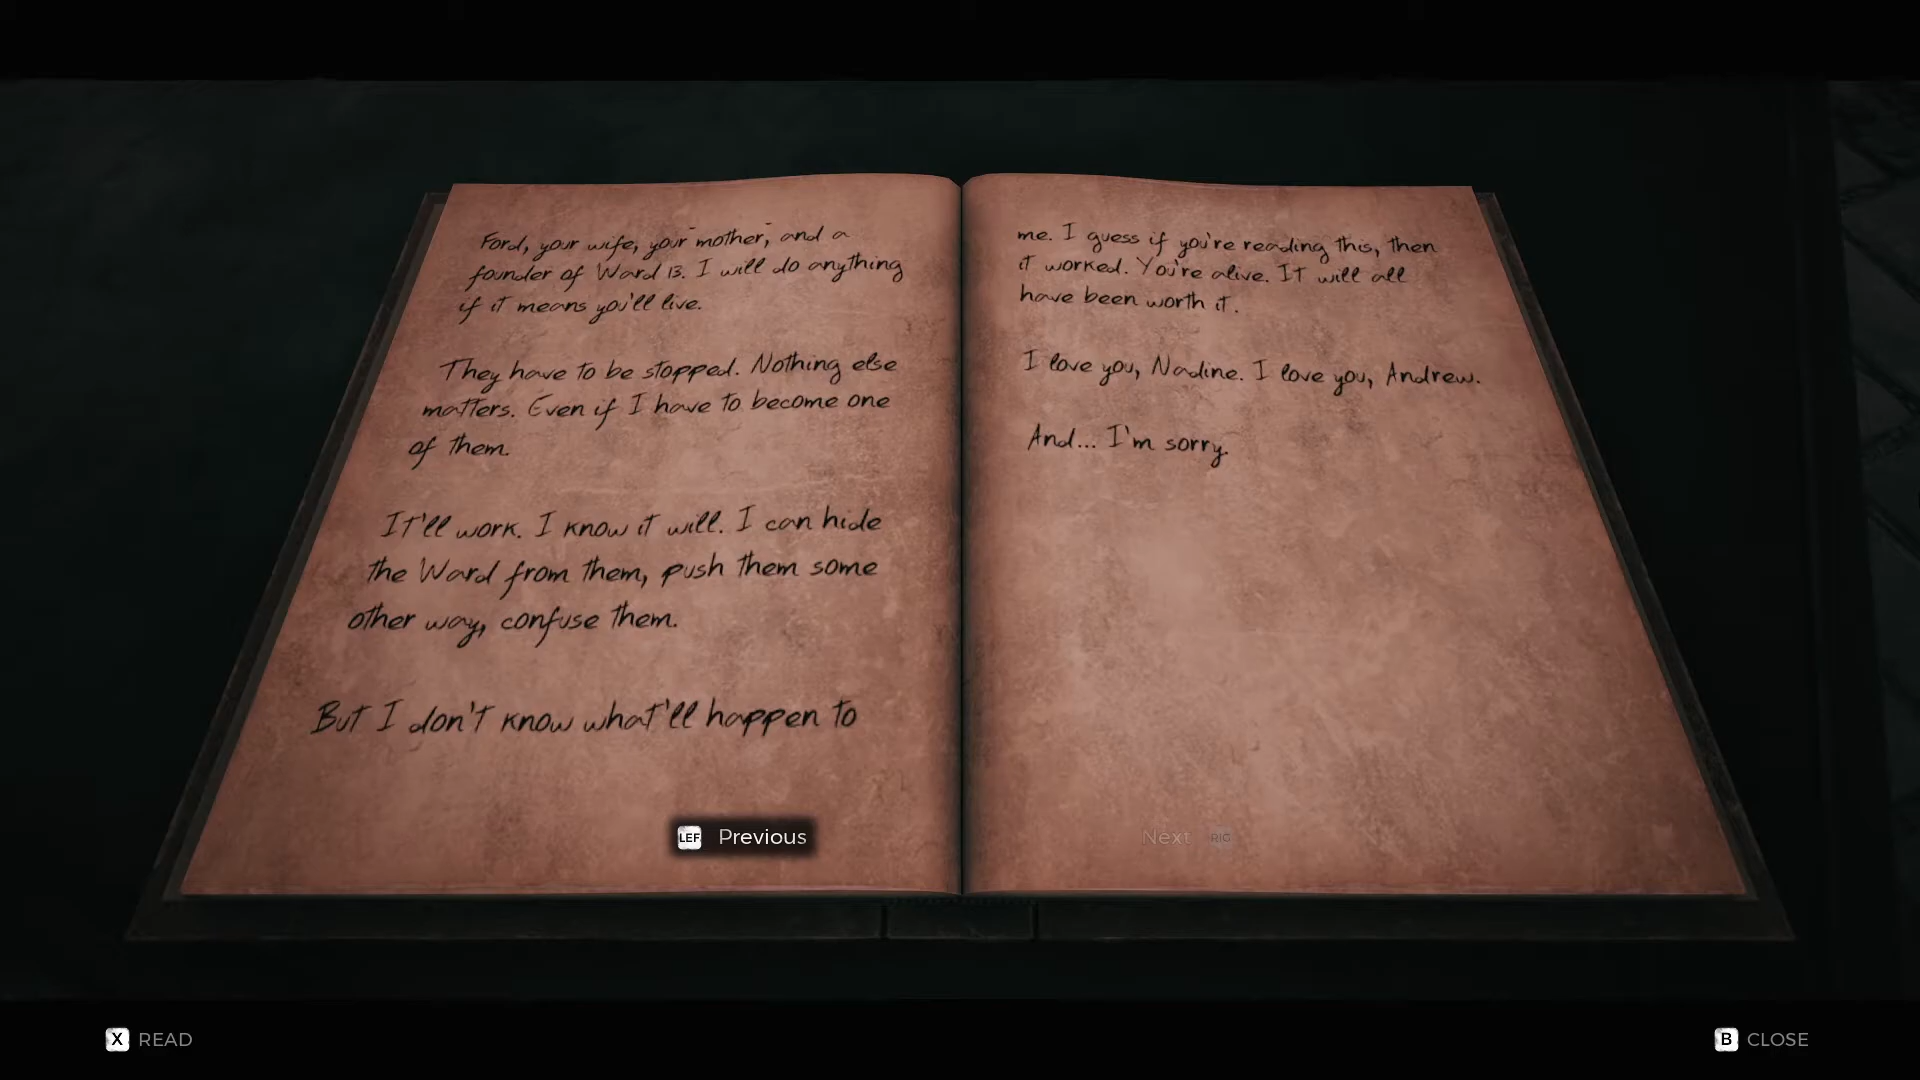 Ford, your wife, your mother, and a
founder of Ward 13. I will do anything
if it means you'll live.
They have to be stopped. Nothing else
matters. Even if I have to become one
of them.
It'll work. I know it will. I can hide
the Ward from them, push them some
other way, confuse them.
But I don't know what'll happen to
me. I guess if you're reading this, then
it worked. You're alive. It will all
have been worth it.
I love you, Nadine. I love you, Andrew.
And... I'm sorry.
LEF Previous
Next RIG
X READ
B CLOSE